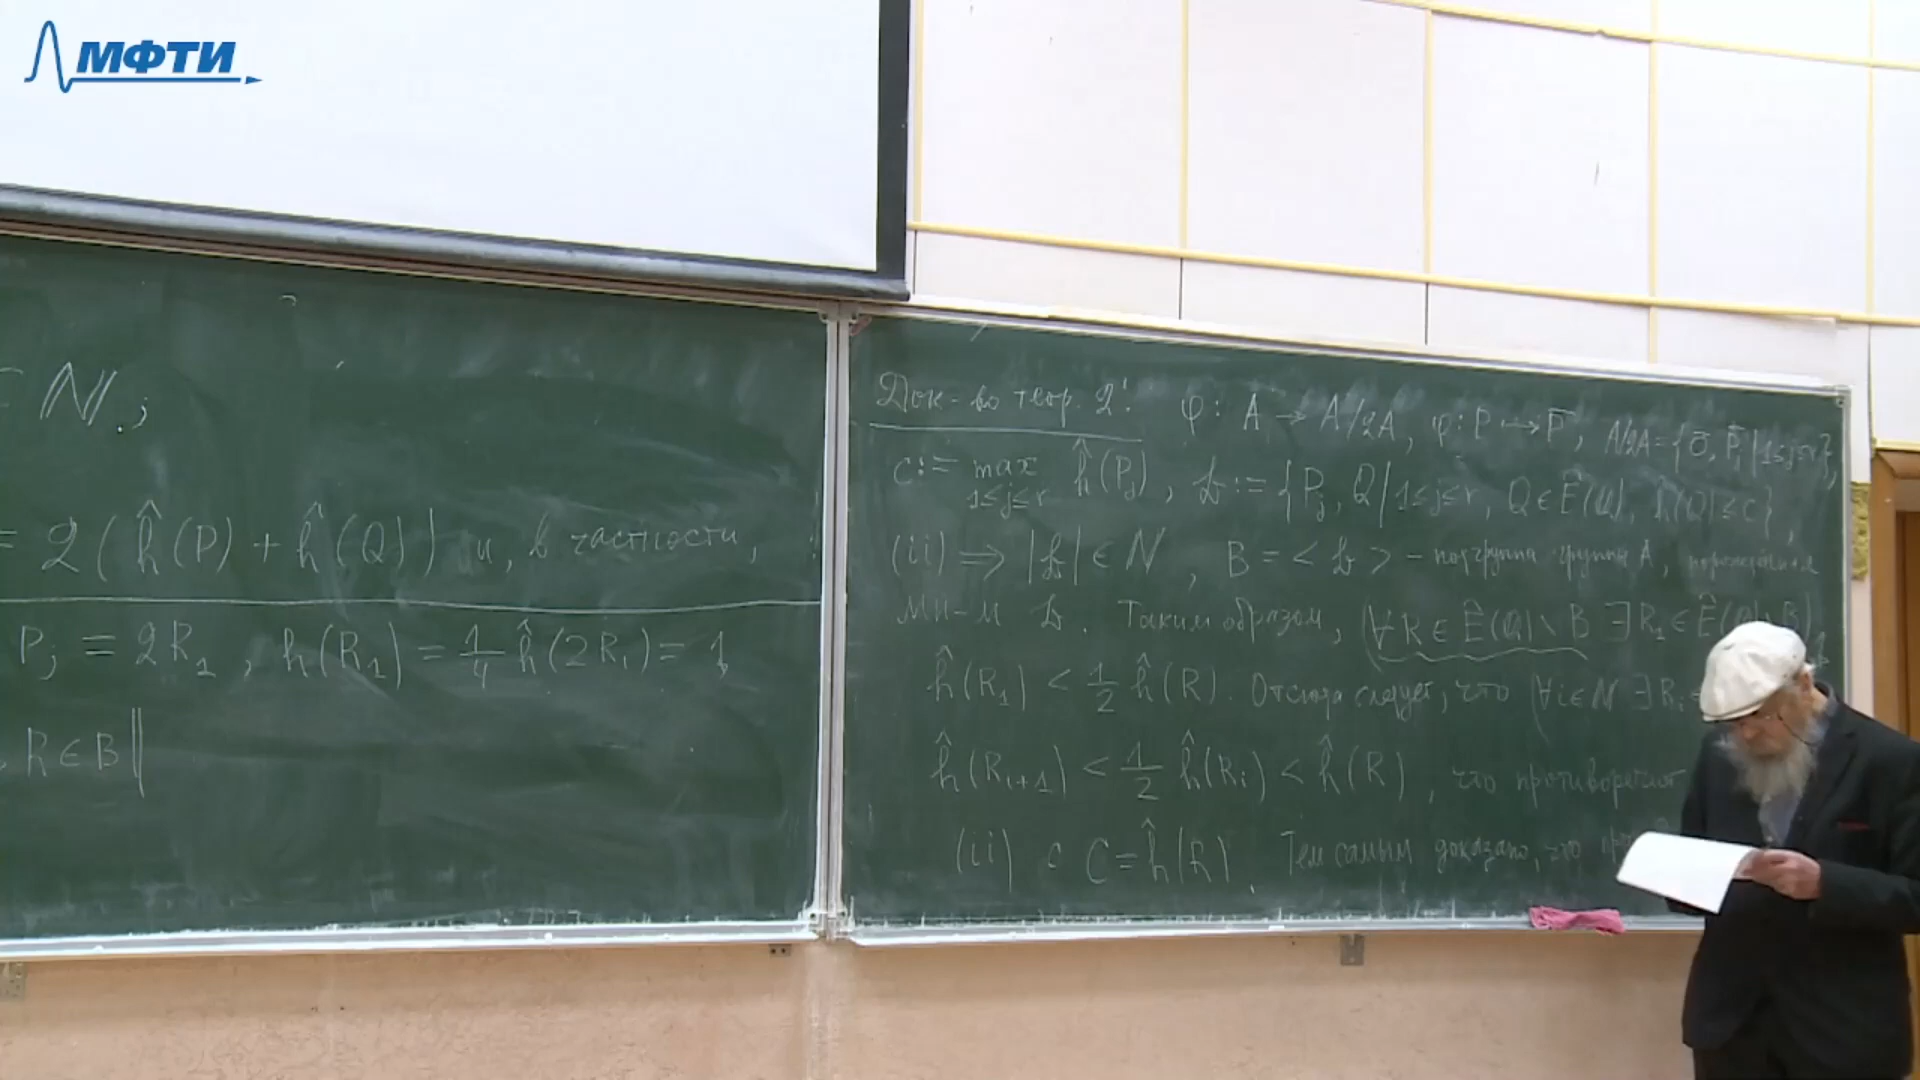 МФТИ
∈ N.;
= 2(ĥ(P) + ĥ(Q)) и, в частности,
P_j = 2R_1, h(R_1) = 1/4 ĥ(2R_1) =
R ∈ B ||
Док-во теор. 2'. φ: A → A/2A, φ: P ↦ P̄, A/2A = {ō, P̄_j | 1≤j≤r},
C := max_{1≤j≤r} ĥ(P_j), 𝔏 := {P_j, Q | 1≤j≤r, Q ∈ Ê(Q), ĥ(Q) ≤ C},
(ii) ⟹ |𝔏| ∈ N, B = <𝔏> – подгруппа группы A, порождённая
мн-м 𝔏. Таким образом, (∀R ∈ Ê(Q) \ B ∃R_1 ∈ Ê(Q) \ B)
ĥ(R_1) < 1/2 ĥ(R). Отсюда следует, что (∀i ∈ N ∃R_i
ĥ(R_{i+1}) < 1/2 ĥ(R_i) < ĥ(R), что противоречит
(ii) с C = ĥ(R). Тем самым доказано, что